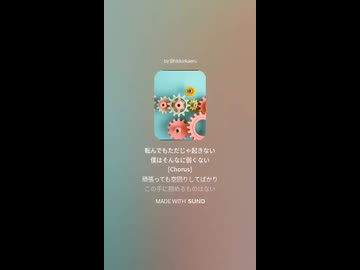 転んでもただじゃ起きない
僕はそんなに弱くない
[Chorus]
頑張っても空回りしてばかり
この手に掴めるものはない
MADE WITH SUNO